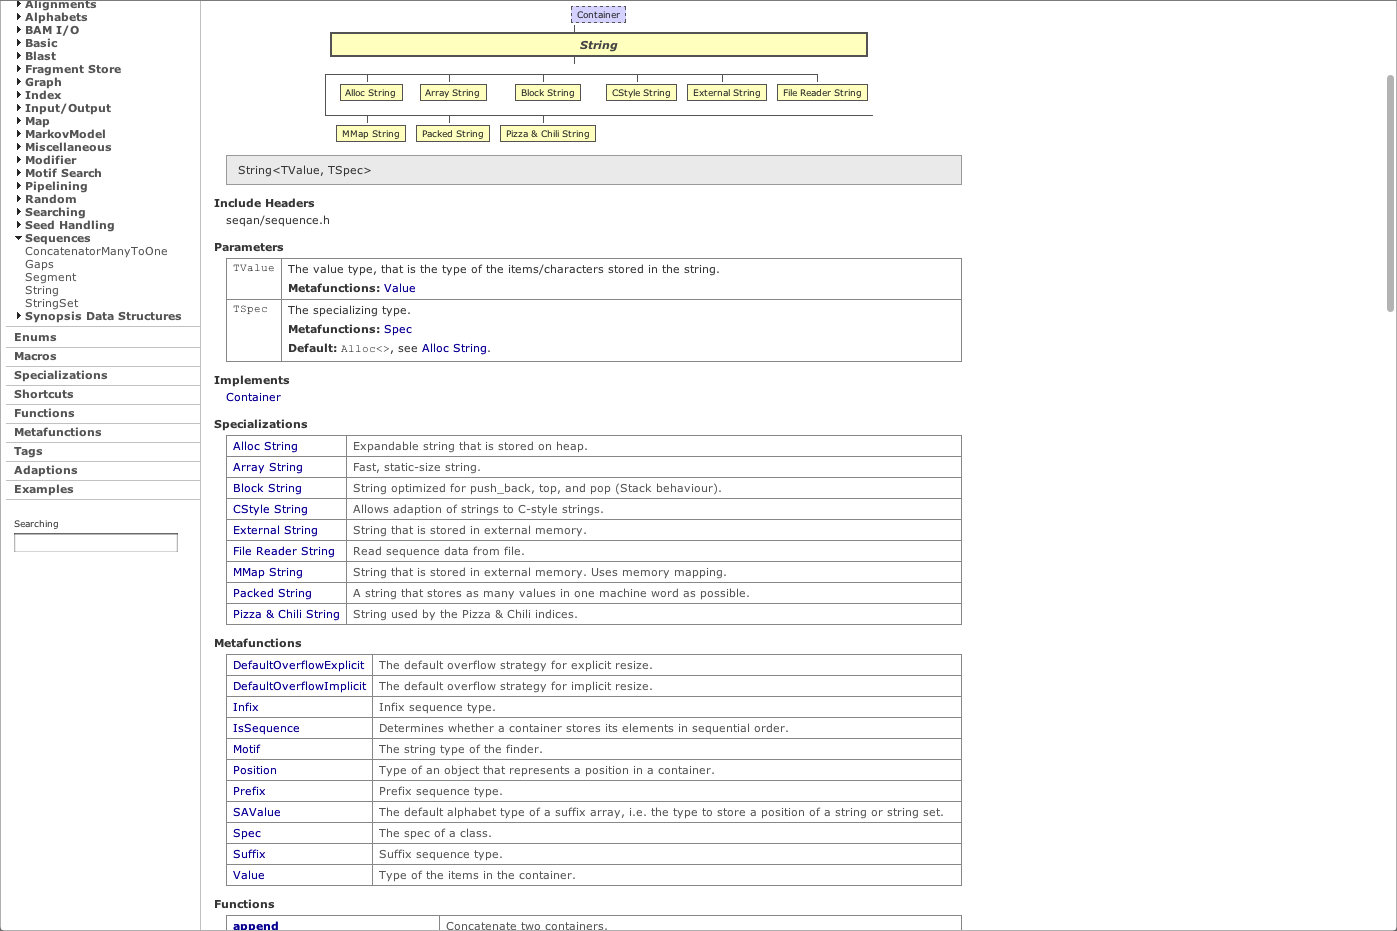 Alignments
Alphabets
BAM I/O
Basic
Blast
Fragment Store
Graph
Index
Input/Output
Map
MarkovModel
Miscellaneous
Modifier
Motif Search
Pipelining
Random
Searching
Seed Handling
Sequences
ConcatenatorManyToOne
Gaps
Segment
String
StringSet
Synopsis Data Structures
Enums
Macros
Specializations
Shortcuts
Functions
Metafunctions
Tags
Adaptions
Examples
Searching
Container
String
Alloc String Array String Block String CStyle String External String File Reader String
MMap String Packed String Pizza & Chili String
String<TValue, TSpec>
Include Headers
seqan/sequence.h
Parameters
TValue The value type, that is the type of the items/characters stored in the string.
Metafunctions: Value
TSpec The specializing type.
Metafunctions: Spec
Default: Alloc<>, see Alloc String.
Implements
Container
Specializations
Alloc String Expandable string that is stored on heap.
Array String Fast, static-size string.
Block String String optimized for push_back, top, and pop (Stack behaviour).
CStyle String Allows adaption of strings to C-style strings.
External String String that is stored in external memory.
File Reader String Read sequence data from file.
MMap String String that is stored in external memory. Uses memory mapping.
Packed String A string that stores as many values in one machine word as possible.
Pizza & Chili String String used by the Pizza & Chili indices.
Metafunctions
DefaultOverflowExplicit The default overflow strategy for explicit resize.
DefaultOverflowImplicit The default overflow strategy for implicit resize.
Infix Infix sequence type.
IsSequence Determines whether a container stores its elements in sequential order.
Motif The string type of the finder.
Position Type of an object that represents a position in a container.
Prefix Prefix sequence type.
SAValue The default alphabet type of a suffix array, i.e. the type to store a position of a string or string set.
Spec The spec of a class.
Suffix Suffix sequence type.
Value Type of the items in the container.
Functions
append Concatenate two containers.